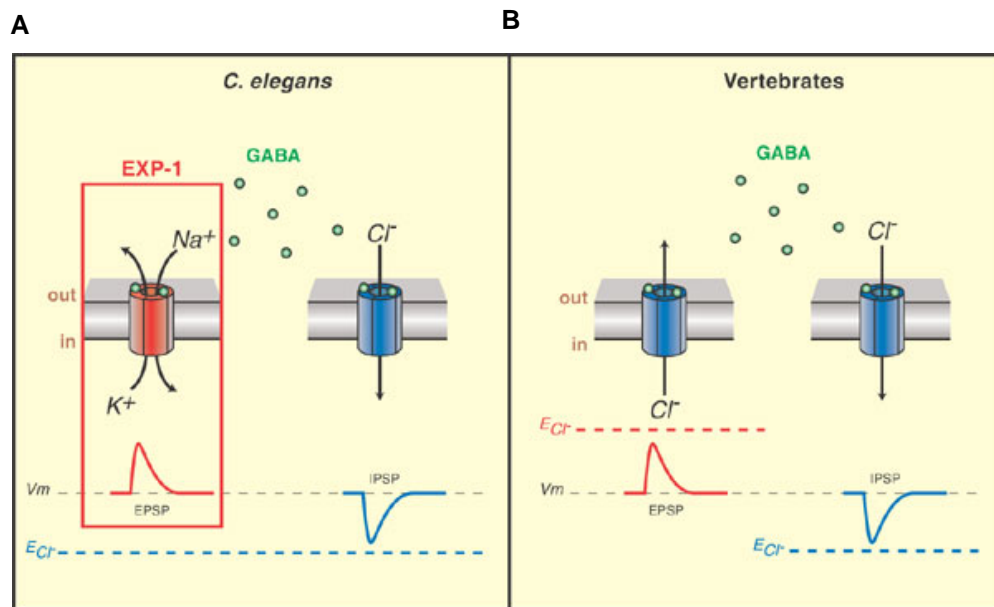 A
B
C. elegans
Vertebrates
EXP-1
GABA
GABA
Na+
Cl-
Cl-
out
in
out
in
K+
Cl-
ECl-
Vm
EPSP
IPSP
Vm
EPSP
IPSP
ECl-
ECl-